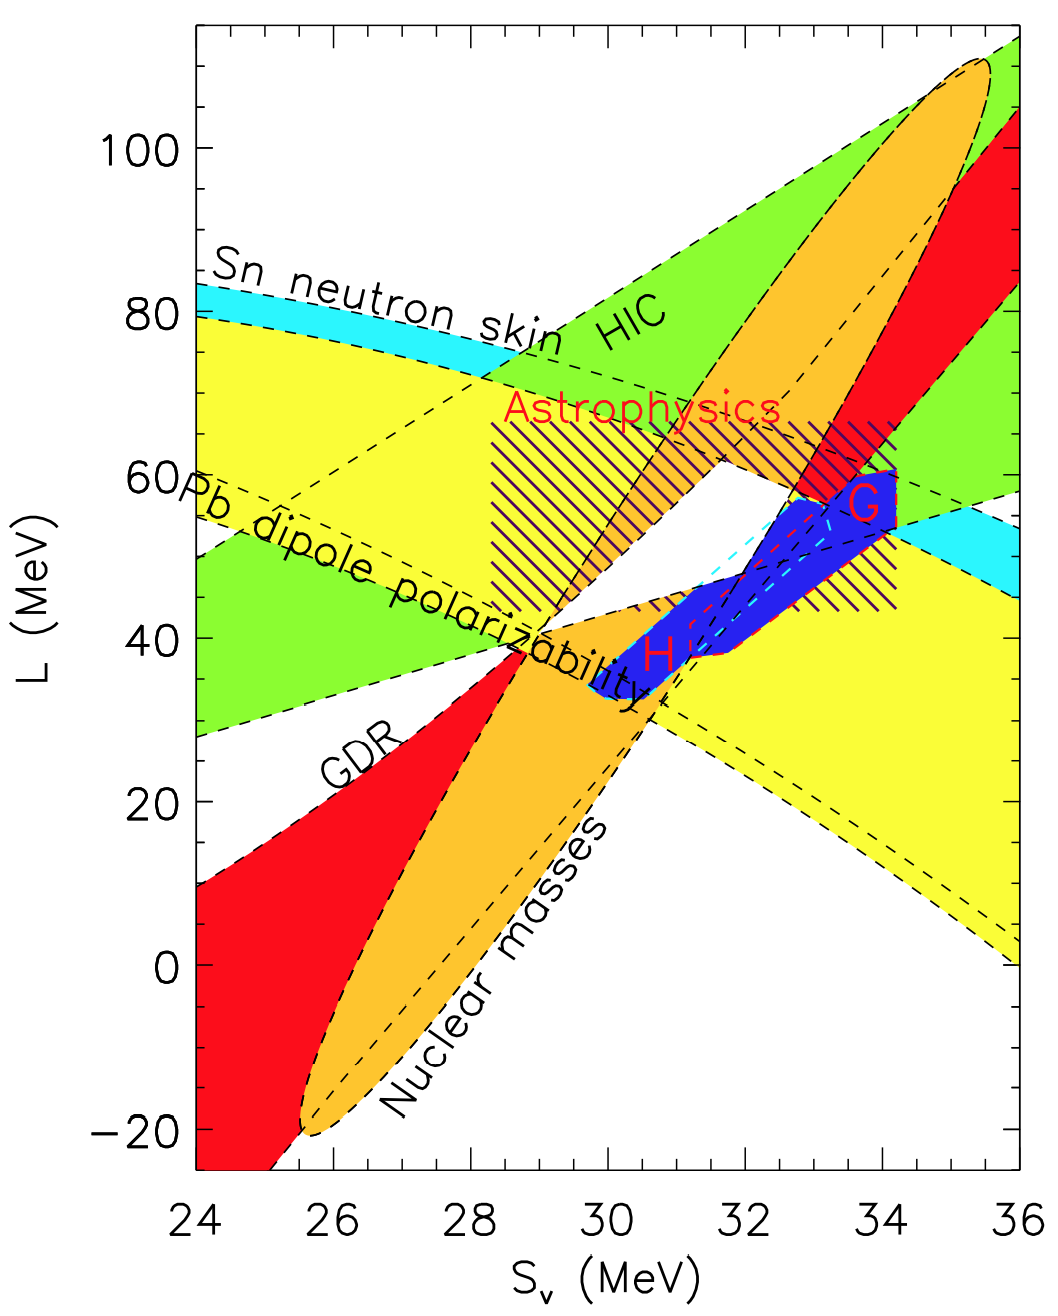 100
80
60
40
20
0
−20
L (MeV)
Sn neutron skin
HIC
Astrophysics
Pb dipole polarizability
G
H
GDR
Nuclear masses
24 26 28 30 32 34 36
Sv (MeV)